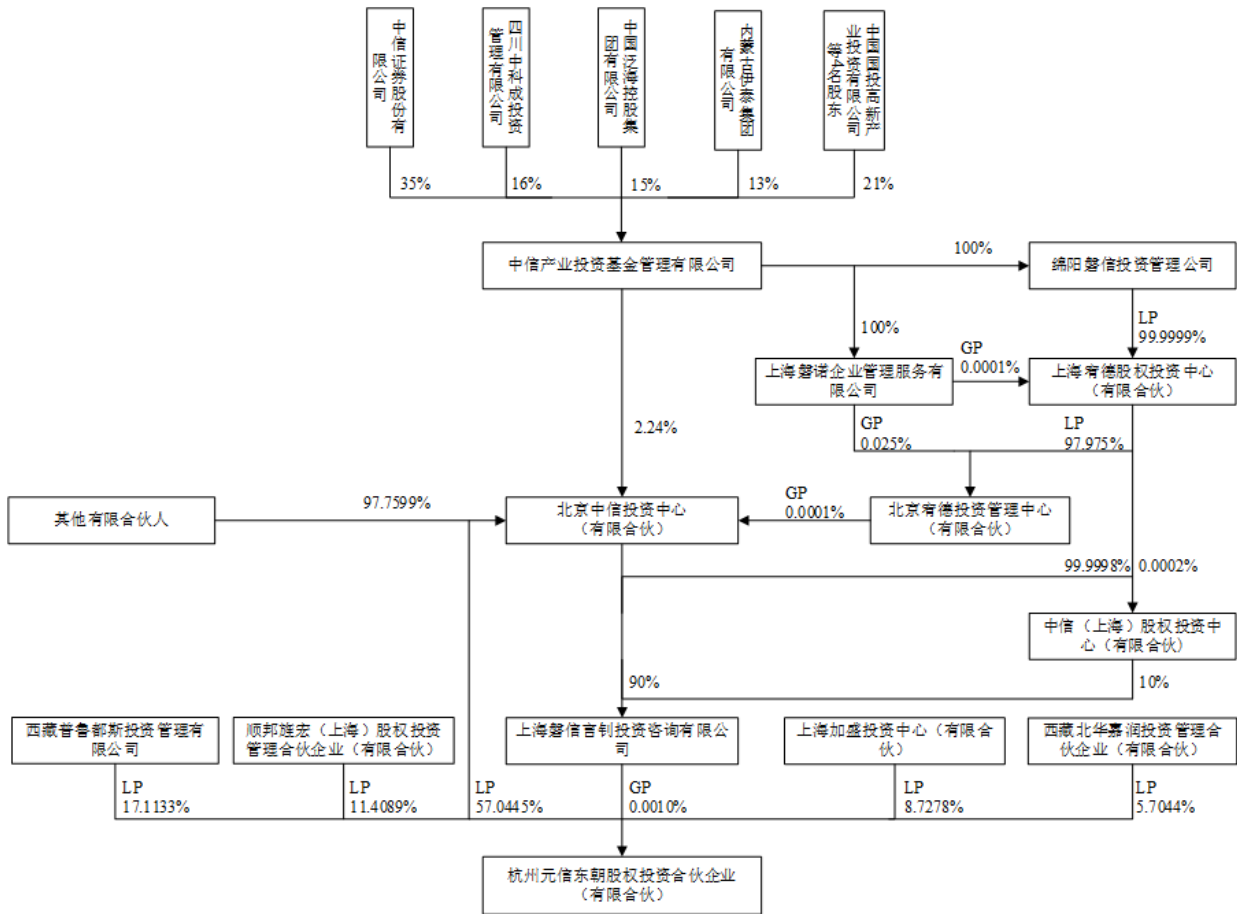 中信证券股份有
限公司
四川中科成投资
管理有限公司
中国泛海控股集
团有限公司
内蒙古伊泰集团
有限公司
中国国投高新产
业投资有限公司
等4名股东
35%
16%
15%
13%
21%
中信产业投资基金管理有限公司
100%
绵阳磐信投资管理公司
100%
LP
99.9999%
上海磐诺企业管理服务有
限公司
GP
0.0001%
上海宥德股权投资中心
（有限合伙）
2.24%
GP
0.025%
LP
97.975%
其他有限合伙人
97.7599%
北京中信投资中心
（有限合伙）
GP
0.0001%
北京宥德投资管理中心
（有限合伙）
99.9998%
0.0002%
中信（上海）股权投资中
心（有限合伙）
90%
10%
西藏普鲁都斯投资管理有
限公司
顺邦旌宏（上海）股权投资
管理合伙企业（有限合伙）
上海磐信言钊投资咨询有限公
司
上海加盛投资中心（有限合
伙）
西藏北华嘉润投资管理合
伙企业（有限合伙）
LP
17.1133%
LP
11.4089%
LP
57.0445%
GP
0.0010%
LP
8.7278%
LP
5.7044%
杭州元信东朝股权投资合伙企业
（有限合伙）